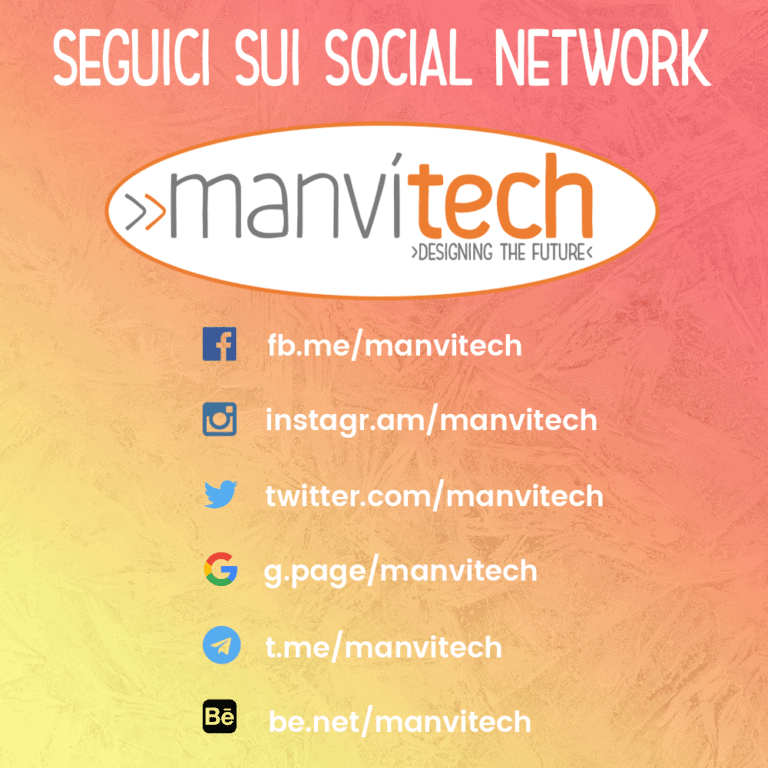 SEGUICI SUI SOCIAL NETWORK
>>manvitech
>DESIGNING THE FUTURE<
fb.me/manvitech
instagr.am/manvitech
twitter.com/manvitech
g.page/manvitech
t.me/manvitech
Bē be.net/manvitech